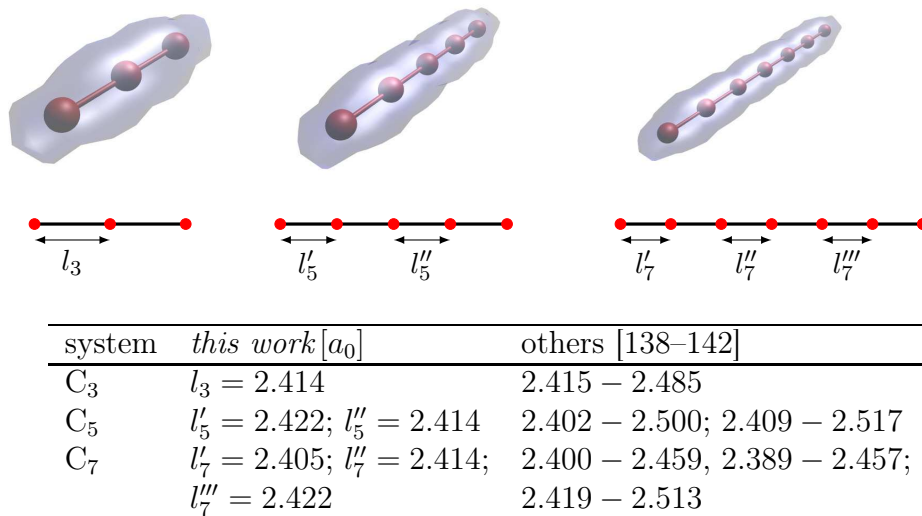 l₃ l′₅ l″₅ l′₇ l″₇ l‴₇
system this work [a₀] others [138–142]
C₃ l₃ = 2.414 2.415 − 2.485
C₅ l′₅ = 2.422; l″₅ = 2.414 2.402 − 2.500; 2.409 − 2.517
C₇ l′₇ = 2.405; l″₇ = 2.414; 2.400 − 2.459, 2.389 − 2.457;
l‴₇ = 2.422 2.419 − 2.513